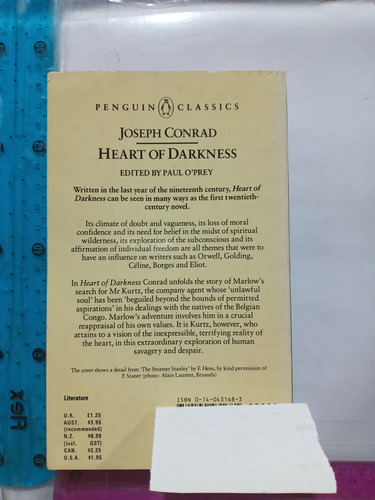 PENGUIN CLASSICS
JOSEPH CONRAD
HEART OF DARKNESS
EDITED BY PAUL O'PREY
Written in the last year of the nineteenth century, Heart of
Darkness can be seen in many ways as the first twentieth-
century novel.
Its climate of doubt and vagueness, its loss of moral
confidence and its need for belief in the midst of spiritual
wilderness, its exploration of the subconscious and its
affirmation of individual freedom are all themes that were to
have an influence on writers such as Orwell, Golding,
Céline, Borges and Eliot.
In Heart of Darkness Conrad unfolds the story of Marlow's
search for Mr Kurtz, the company agent whose 'unlawful
soul' has been 'beguiled beyond the bounds of permitted
aspirations' in his dealings with the natives of the Belgian
Congo. Marlow's adventure involves him in a crucial
reappraisal of his own values. It is Kurtz, however, who
attains to a vision of the inexpressible, terrifying reality of
the heart, in this extraordinary exploration of human
savagery and despair.
The cover shows a detail from 'The Steamer Stanley' by F. Hens, by kind permission of
P. Staner (photo: Alain Laurent, Brussels)
Literature
ISBN 0-14-043168-3
U.K. £1.25
AUST. $3.95
(recommended)
N.Z. $6.99
(incl. GST)
CAN. $2.25
U.S.A. $1.95